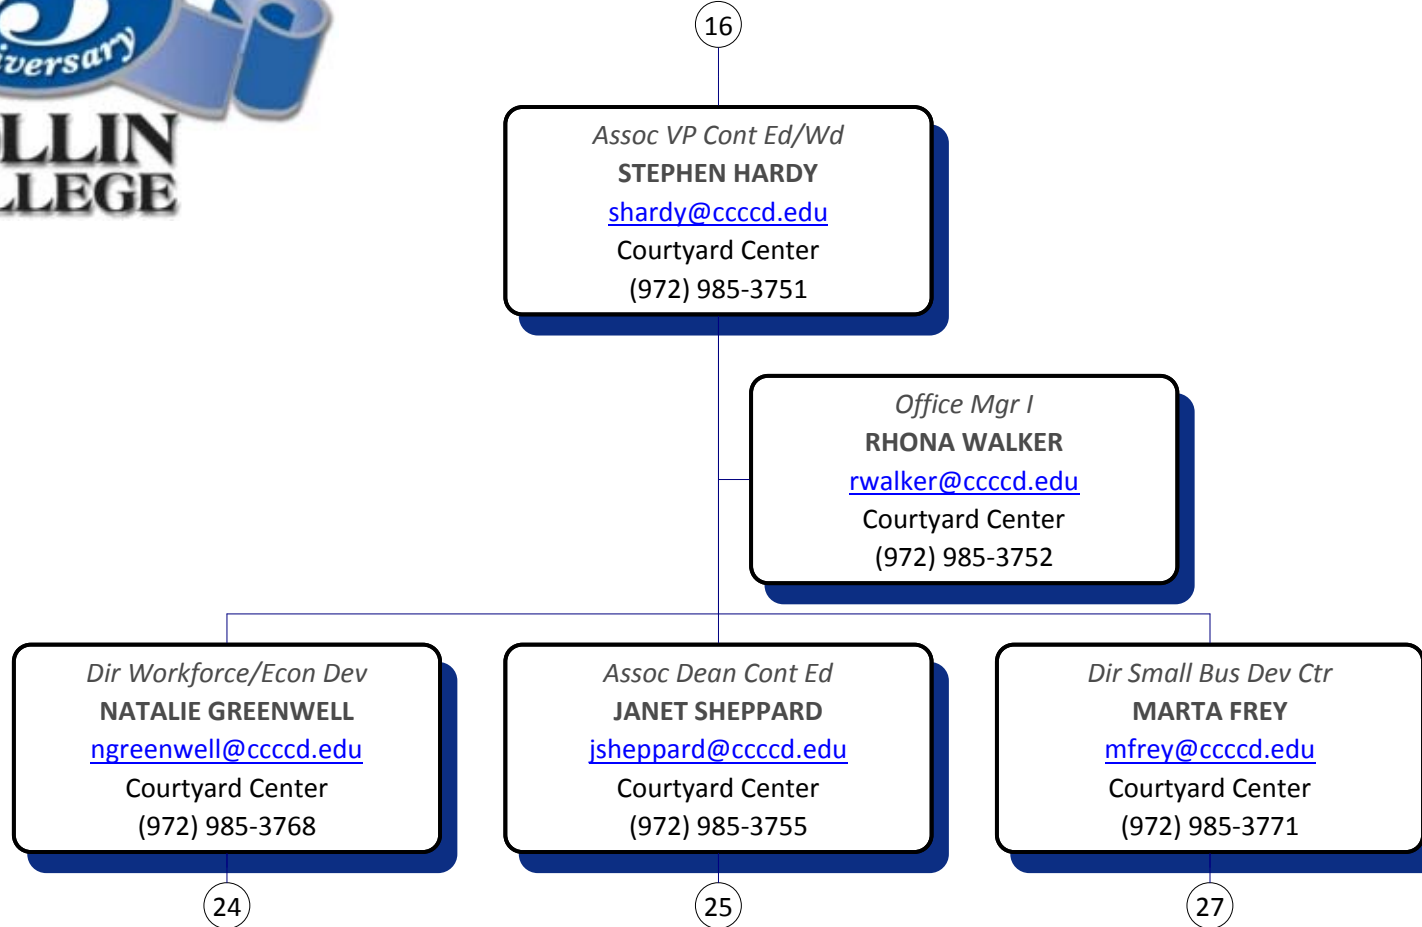 16
Assoc VP Cont Ed/Wd
STEPHEN HARDY
shardy@ccccd.edu
Courtyard Center
(972) 985-3751
Office Mgr I
RHONA WALKER
rwalker@ccccd.edu
Courtyard Center
(972) 985-3752
Dir Workforce/Econ Dev
NATALIE GREENWELL
ngreenwell@ccccd.edu
Courtyard Center
(972) 985-3768
24
Assoc Dean Cont Ed
JANET SHEPPARD
jsheppard@ccccd.edu
Courtyard Center
(972) 985-3755
25
Dir Small Bus Dev Ctr
MARTA FREY
mfrey@ccccd.edu
Courtyard Center
(972) 985-3771
27